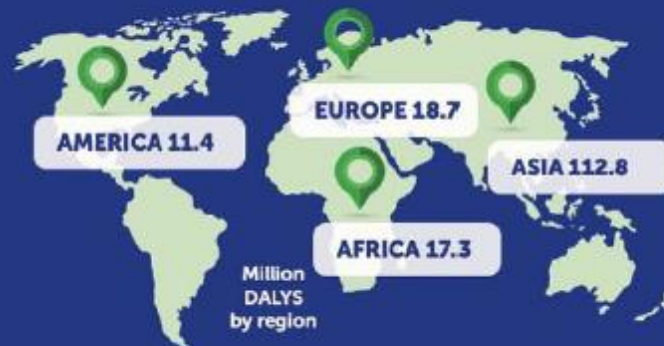 EUROPE 18.7
AMERICA 11.4
ASIA 112.8
AFRICA 17.3
Million
DALYS
by region